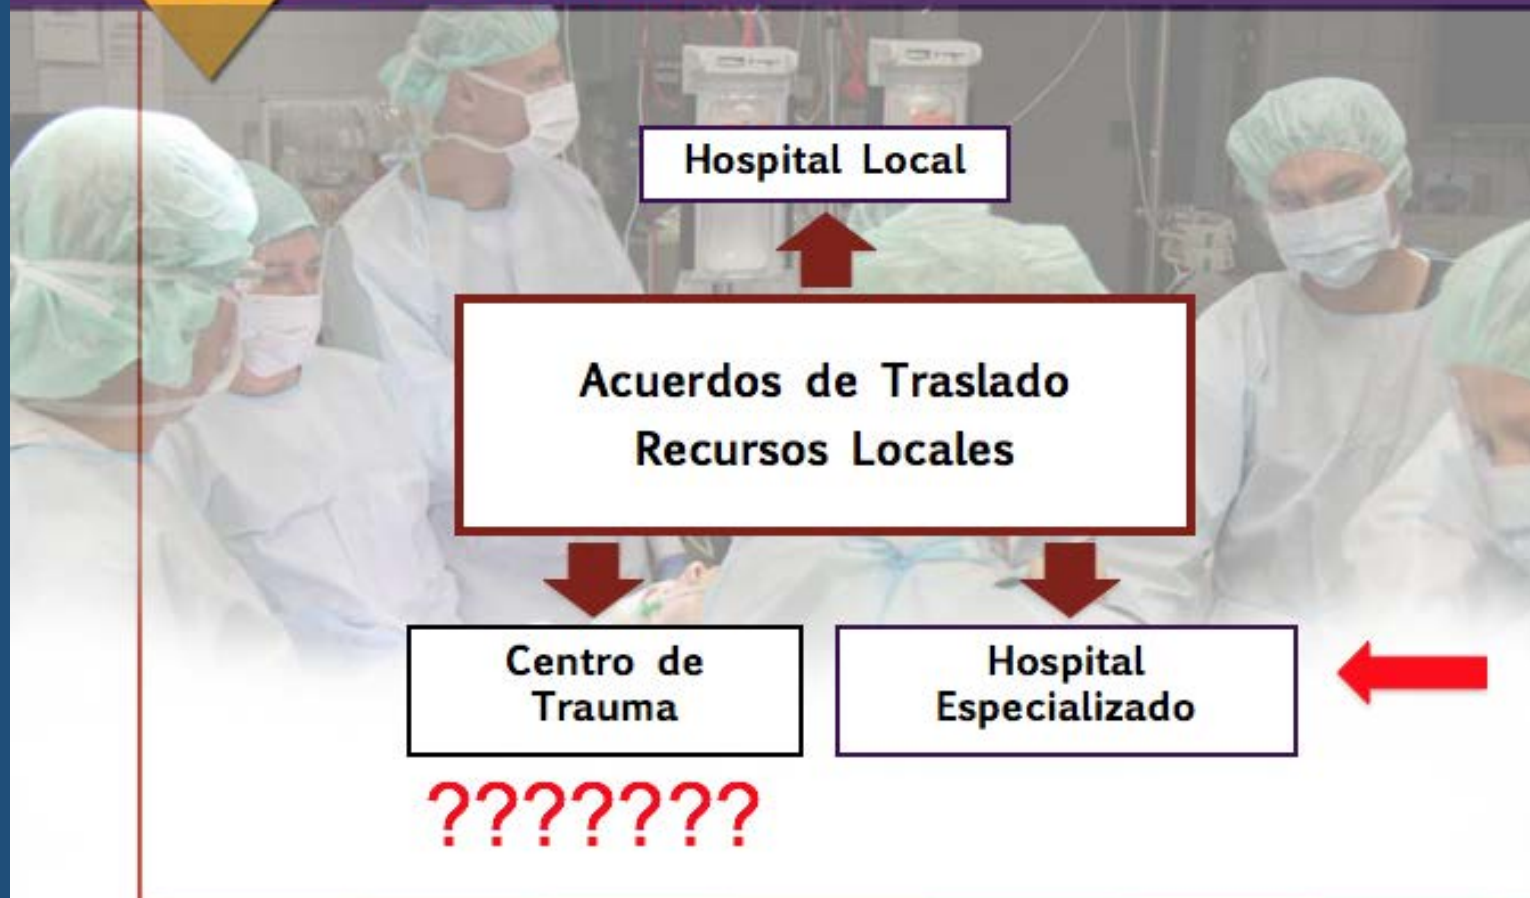 Hospital Local
Acuerdos de Traslado
Recursos Locales
Centro de
Trauma
Hospital
Especializado
???????